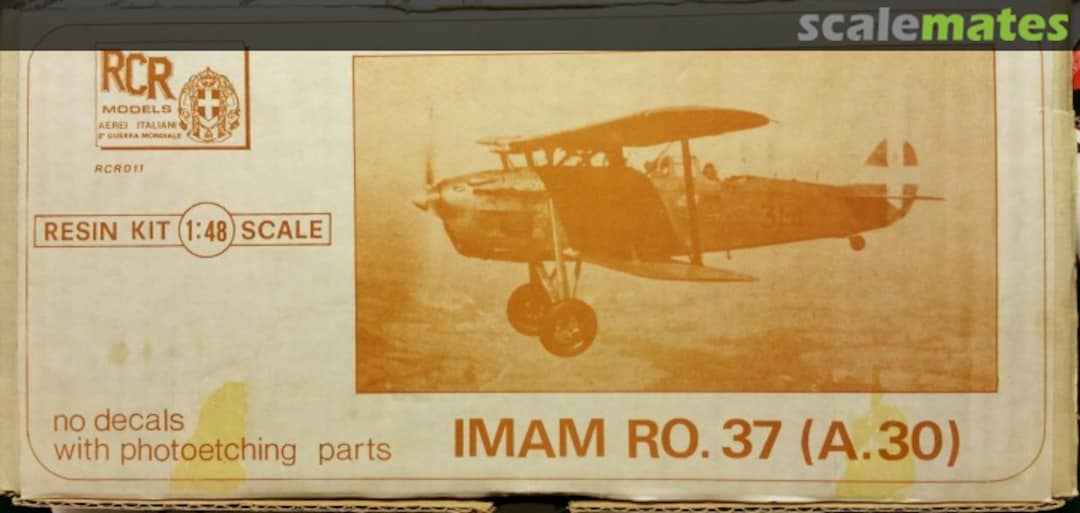 scalemates
RCR
MODELS
AEREI ITALIANI
2ª GUERRA MONDIALE
RCR011
RESIN KIT 1:48 SCALE
no decals
with photoetching parts
IMAM RO. 37 (A.30)